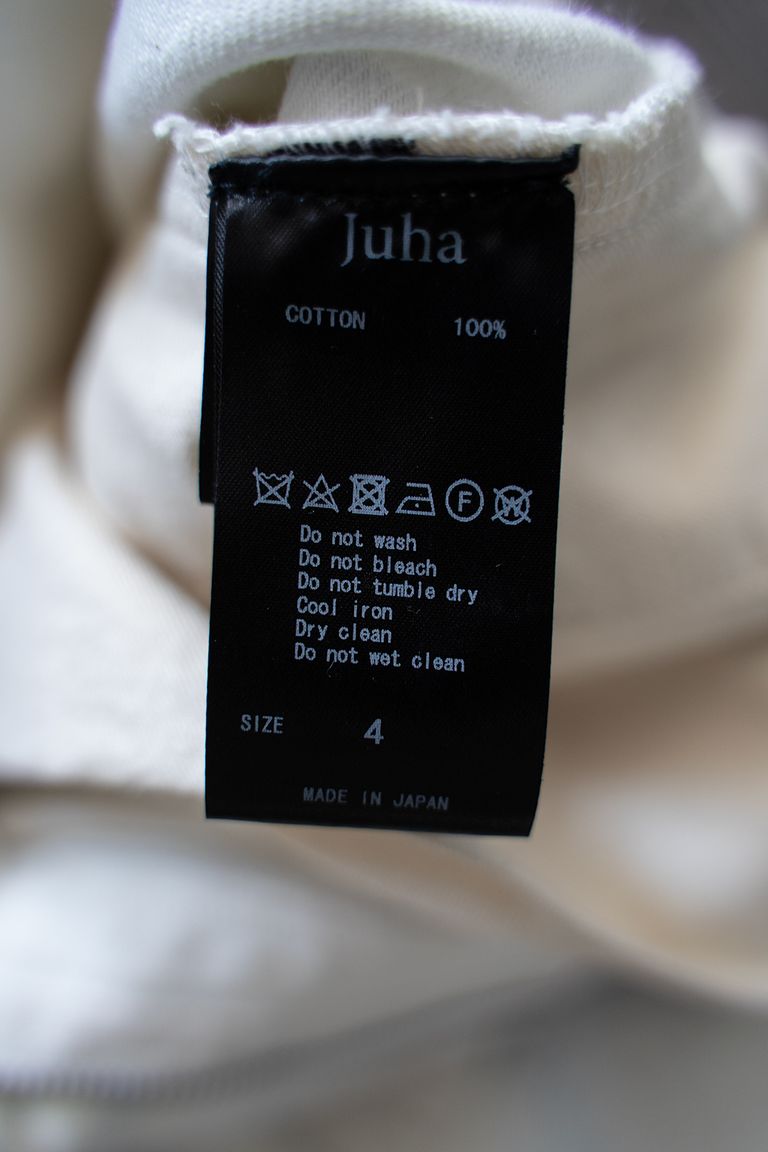 Juha
COTTON 100%
F W
Do not wash
Do not bleach
Do not tumble dry
Cool iron
Dry clean
Do not wet clean
SIZE 4
MADE IN JAPAN